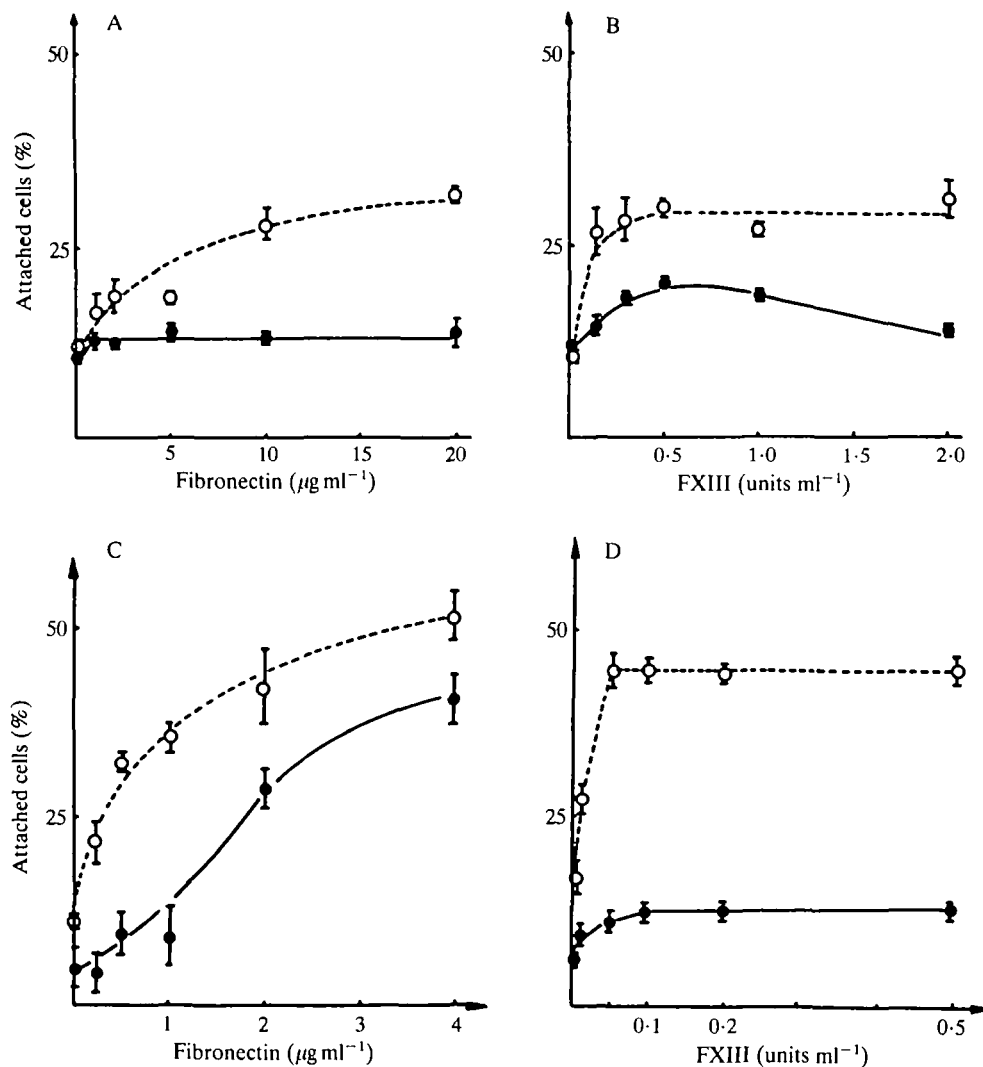 A
B
50
50
25
25
Attached cells (%)
5
10
15
20
0·5
1·0
1·5
2·0
Fibronectin (μg ml⁻¹)
FXIII (units ml⁻¹)
C
D
50
50
25
25
Attached cells (%)
1
2
3
4
0·1
0·2
0·5
Fibronectin (μg ml⁻¹)
FXIII (units ml⁻¹)